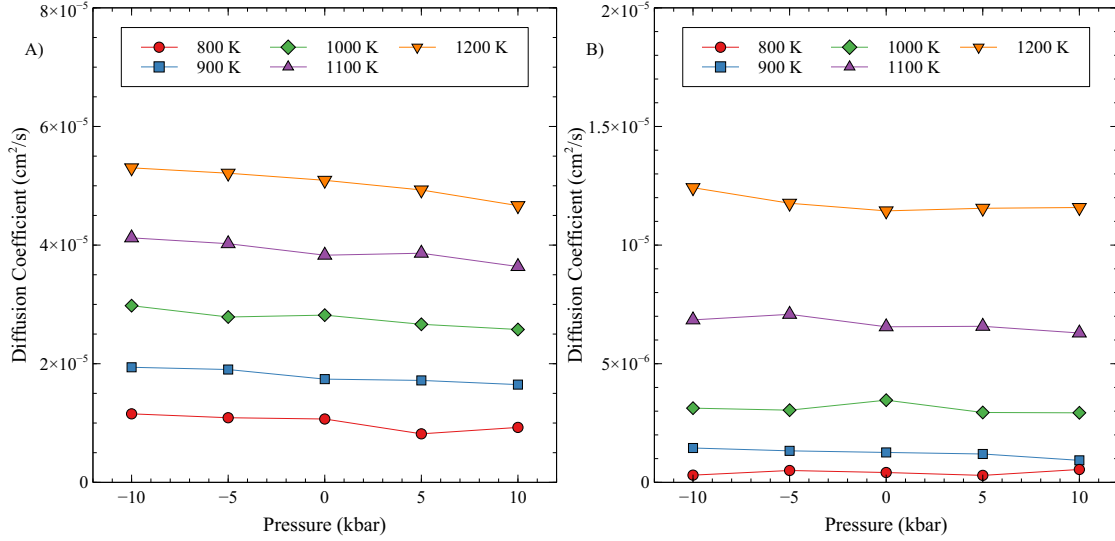 A)
800 K
1000 K
1200 K
900 K
1100 K
8×10⁻⁵
6×10⁻⁵
4×10⁻⁵
2×10⁻⁵
0
Diffusion Coefficient (cm²/s)
−10
−5
0
5
10
Pressure (kbar)
B)
800 K
1000 K
1200 K
900 K
1100 K
2×10⁻⁵
1.5×10⁻⁵
1×10⁻⁵
5×10⁻⁶
0
Diffusion Coefficient (cm²/s)
−10
−5
0
5
10
Pressure (kbar)